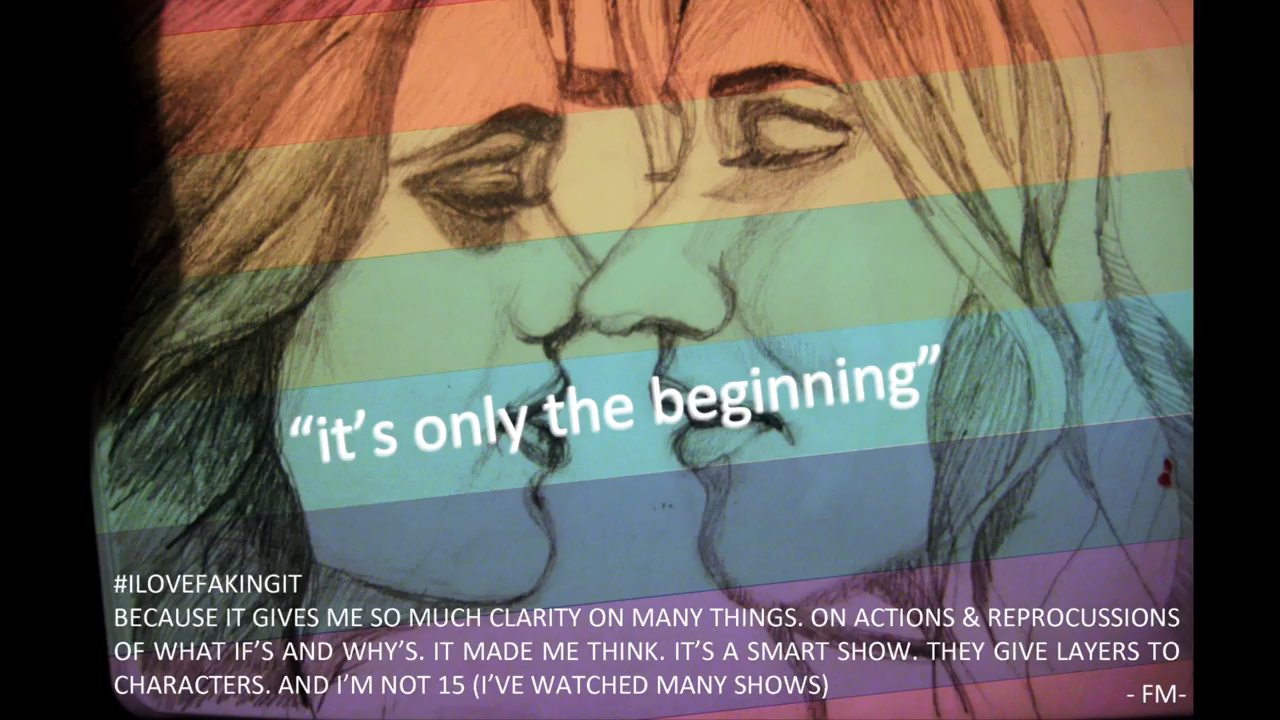 “it’s only the beginning”
#ILOVEFAKINGIT
BECAUSE IT GIVES ME SO MUCH CLARITY ON MANY THINGS. ON ACTIONS & REPROCUSSIONS
OF WHAT IF’S AND WHY’S. IT MADE ME THINK. IT’S A SMART SHOW. THEY GIVE LAYERS TO
CHARACTERS. AND I’M NOT 15 (I’VE WATCHED MANY SHOWS)
- FM-